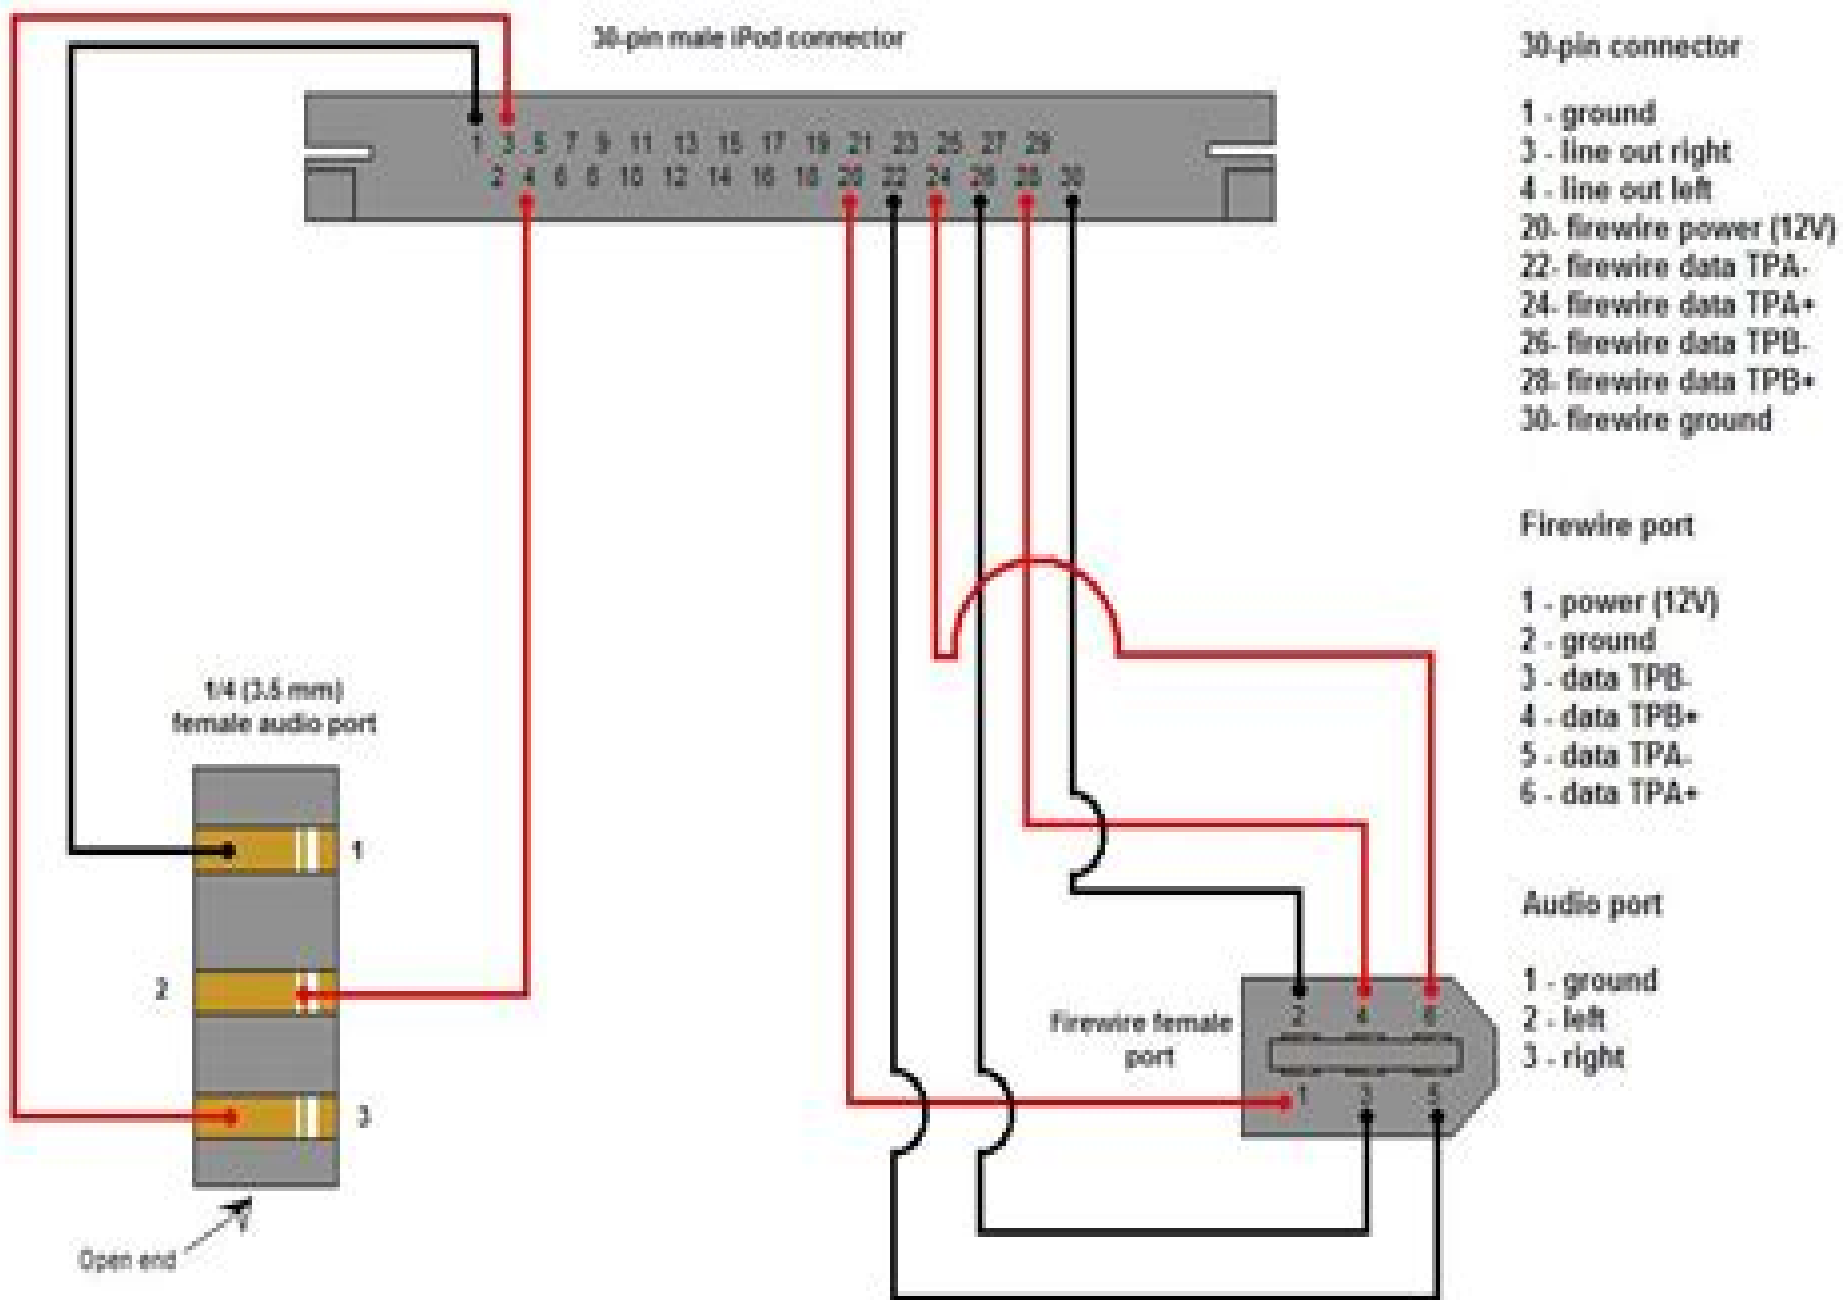 30-pin male iPod connector
1 3 5 7 9 11 13 15 17 19 21 23 25 27 29
2 4 6 8 10 12 14 16 18 20 22 24 26 28 30
1/4 (3.5 mm)
female audio port
1
2
3
Open end
Firewire female
port
2 4 6
1 3 5
30-pin connector
1 - ground
3 - line out right
4 - line out left
20- firewire power (12V)
22- firewire data TPA-
24- firewire data TPA+
26- firewire data TPB-
28- firewire data TPB+
30- firewire ground
Firewire port
1 - power (12V)
2 - ground
3 - data TPB-
4 - data TPB+
5 - data TPA-
6 - data TPA+
Audio port
1 - ground
2 - left
3 - right